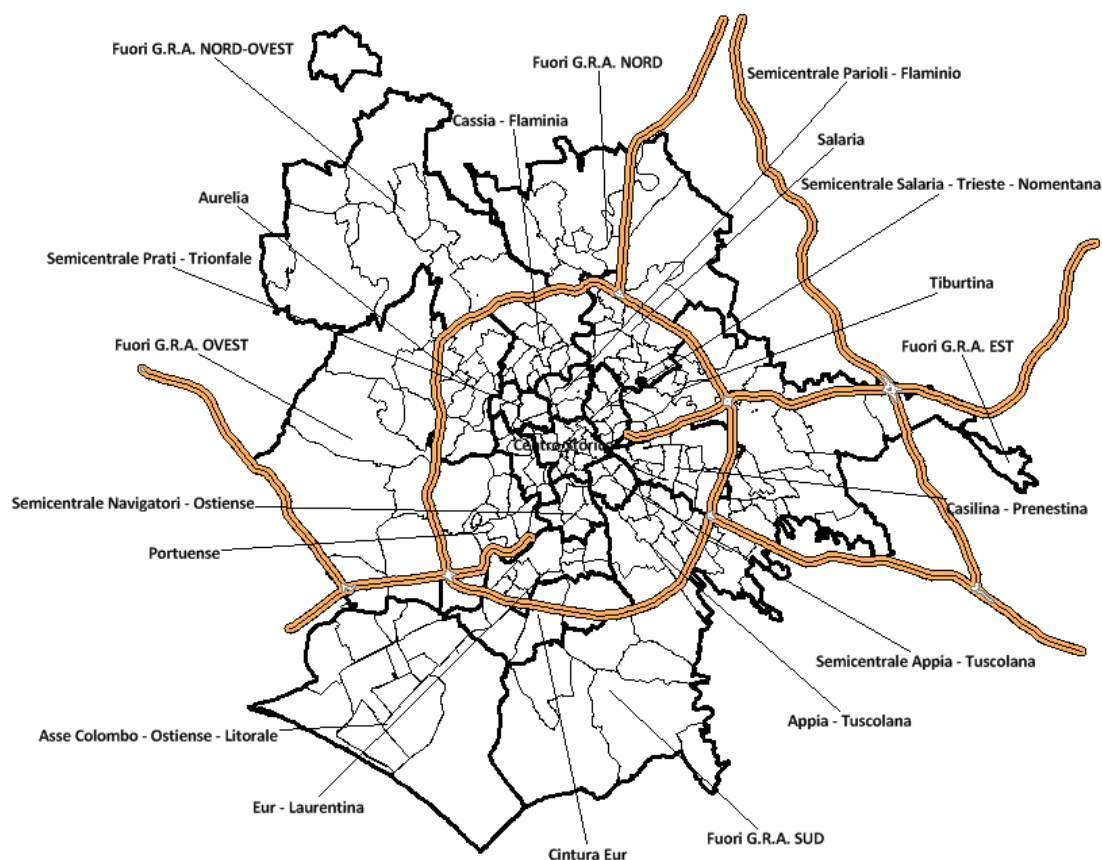 Fuori G.R.A. NORD-OVEST
Fuori G.R.A. NORD
Semicentrale Parioli - Flaminio
Cassia - Flaminia
Salaria
Semicentrale Salaria - Trieste - Nomentana
Aurelia
Semicentrale Prati - Trionfale
Tiburtina
Fuori G.R.A. OVEST
Fuori G.R.A. EST
Centro Storico
Semicentrale Navigatori - Ostiense
Casilina - Prenestina
Portuense
Semicentrale Appia - Tuscolana
Appia - Tuscolana
Asse Colombo - Ostiense - Litorale
Eur - Laurentina
Fuori G.R.A. SUD
Cintura Eur